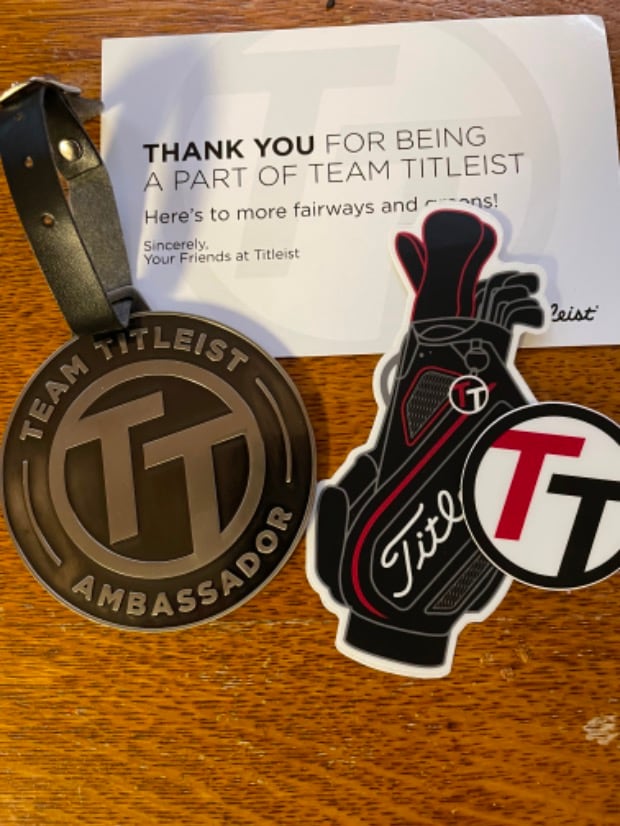 THANK YOU FOR BEING
A PART OF TEAM TITLEIST
Here's to more fairways and
Sincerely,
Your Friends at Titleist
TEAM TITLEIST
TT
AMBASSADOR
TT
TT